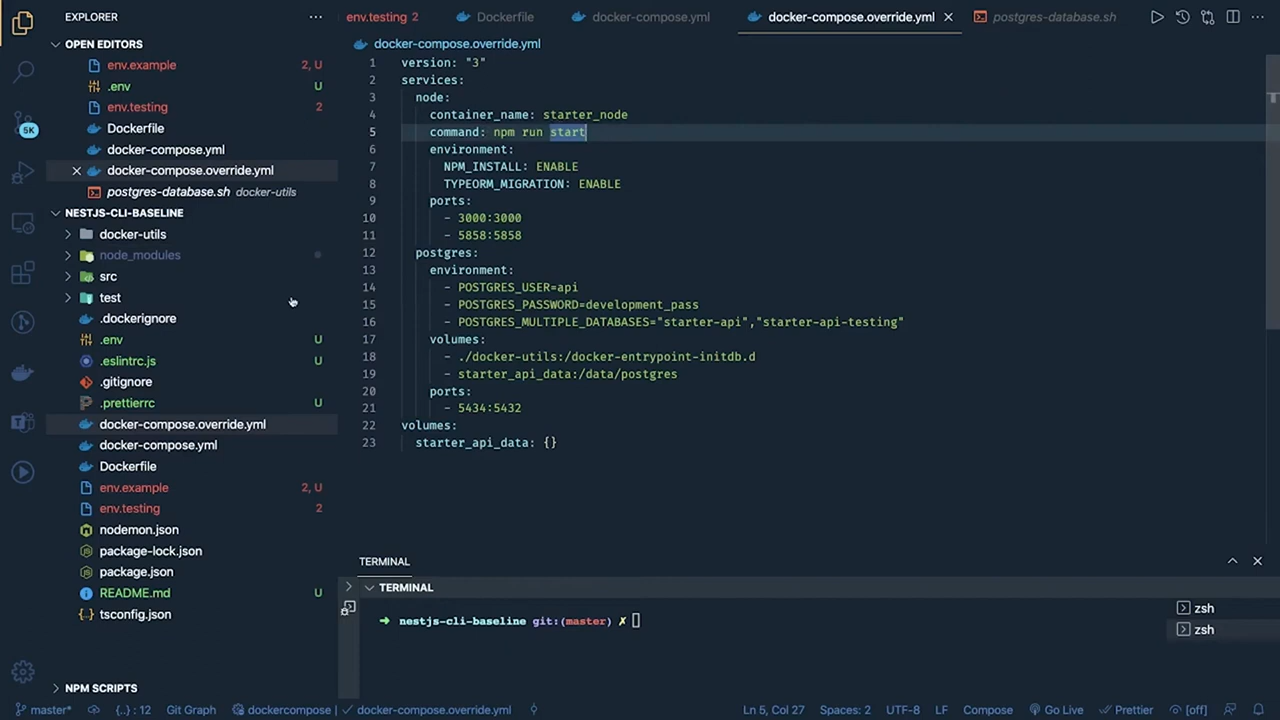 EXPLORER
env.testing 2
Dockerfile
docker-compose.yml
docker-compose.override.yml
postgres-database.sh
OPEN EDITORS
env.example 2, U
.env U
env.testing 2
Dockerfile
docker-compose.yml
docker-compose.override.yml
postgres-database.sh docker-utils
5K
NESTJS-CLI-BASELINE
docker-utils
node_modules
src
test
.dockerignore
.env U
.eslintrc.js U
.gitignore
.prettierrc U
docker-compose.override.yml
docker-compose.yml
Dockerfile
env.example 2, U
env.testing 2
nodemon.json
package-lock.json
package.json
README.md U
tsconfig.json
NPM SCRIPTS
docker-compose.override.yml
1 version: "3"
2 services:
3 node:
4 container_name: starter_node
5 command: npm run start
6 environment:
7 NPM_INSTALL: ENABLE
8 TYPEORM_MIGRATION: ENABLE
9 ports:
10 - 3000:3000
11 - 5858:5858
12 postgres:
13 environment:
14 - POSTGRES_USER=api
15 - POSTGRES_PASSWORD=development_pass
16 - POSTGRES_MULTIPLE_DATABASES="starter-api","starter-api-testing"
17 volumes:
18 - ./docker-utils:/docker-entrypoint-initdb.d
19 - starter_api_data:/data/postgres
20 ports:
21 - 5434:5432
22 volumes:
23 starter_api_data: {}
TERMINAL
TERMINAL
➜ nestjs-cli-baseline git:(master) ✗
zsh
zsh
master* {..} : 12 Git Graph dockercompose | ✓ docker-compose.override.yml Ln 5, Col 27 Spaces: 2 UTF-8 LF Compose Go Live Prettier [off]